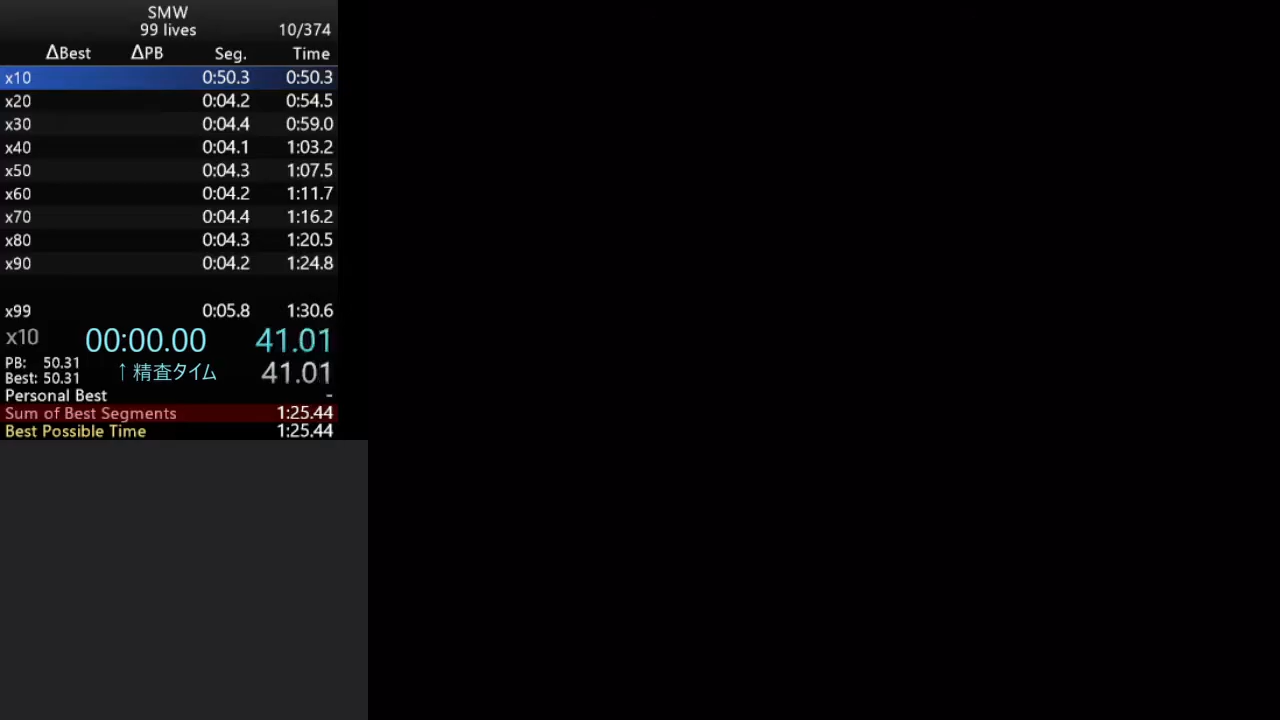 SMW
99 lives 10/374
ΔBest ΔPB Seg. Time
x10 0:50.3 0:50.3
x20 0:04.2 0:54.5
x30 0:04.4 0:59.0
x40 0:04.1 1:03.2
x50 0:04.3 1:07.5
x60 0:04.2 1:11.7
x70 0:04.4 1:16.2
x80 0:04.3 1:20.5
x90 0:04.2 1:24.8
x99 0:05.8 1:30.6
x10 00:00.00 41.01
PB: 50.31
Best: 50.31 ↑精査タイム 41.01
Personal Best -
Sum of Best Segments 1:25.44
Best Possible Time 1:25.44